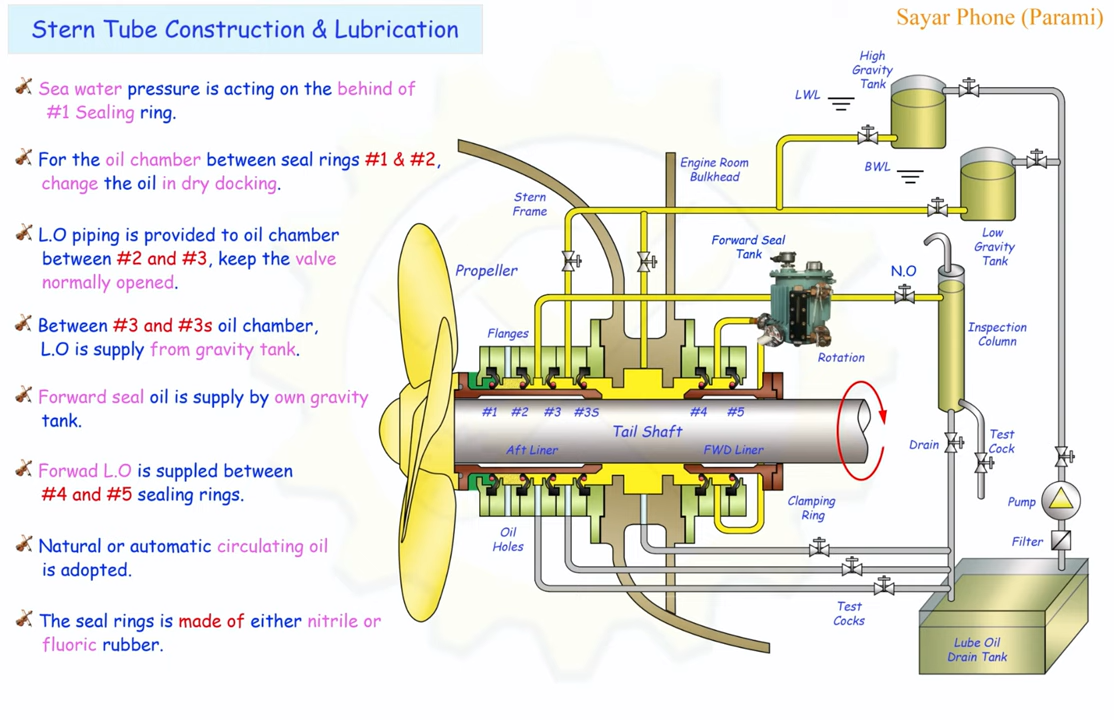 Stern Tube Construction & Lubrication
Sayar Phone (Parami)
Sea water pressure is acting on the behind of
#1 Sealing ring.
For the oil chamber between seal rings #1 & #2,
change the oil in dry docking.
L.O piping is provided to oil chamber
between #2 and #3, keep the valve
normally opened.
Between #3 and #3s oil chamber,
L.O is supply from gravity tank.
Forward seal oil is supply by own gravity
tank.
Forwad L.O is suppled between
#4 and #5 sealing rings.
Natural or automatic circulating oil
is adopted.
The seal rings is made of either nitrile or
fluoric rubber.
High
Gravity
Tank
LWL
BWL
Engine Room
Bulkhead
Stern
Frame
Low
Gravity
Tank
Forward Seal
Tank
Propeller
N.O
Flanges
Inspection
Column
Rotation
#1 #2 #3 #3S #4 #5
Tail Shaft
Aft Liner
FWD Liner
Drain
Test
Cock
Clamping
Ring
Pump
Oil
Holes
Filter
Test
Cocks
Lube Oil
Drain Tank